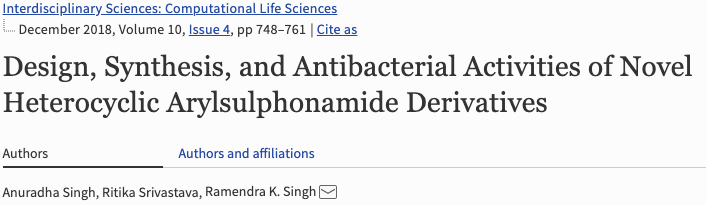 Interdisciplinary Sciences: Computational Life Sciences
December 2018, Volume 10, Issue 4, pp 748–761 | Cite as
Design, Synthesis, and Antibacterial Activities of Novel
Heterocyclic Arylsulphonamide Derivatives
Authors Authors and affiliations
Anuradha Singh, Ritika Srivastava, Ramendra K. Singh